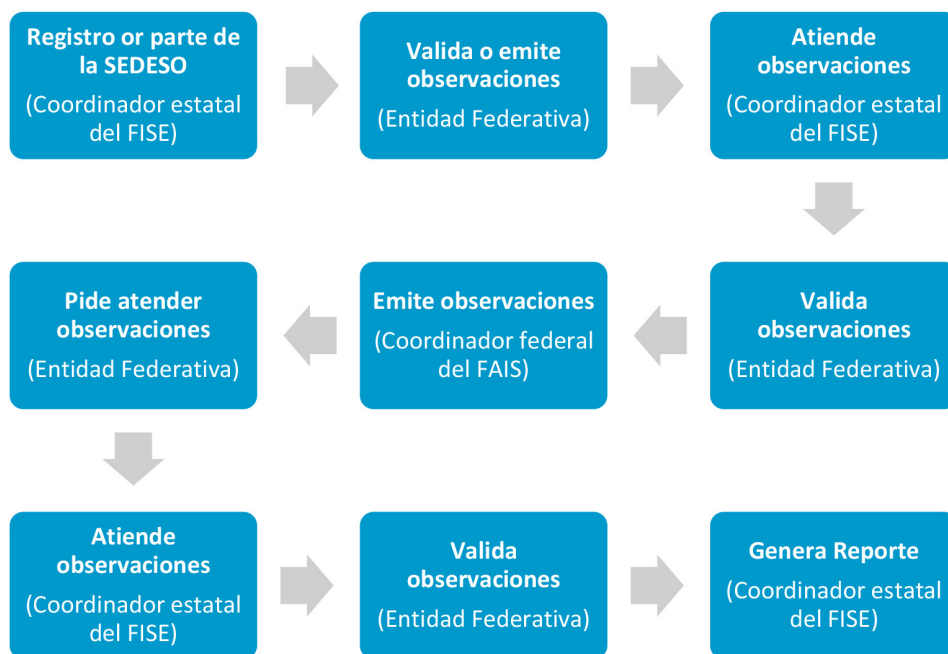 Registro or parte de
la SEDESO
(Coordinador estatal
del FISE)
Valida o emite
observaciones
(Entidad Federativa)
Atiende
observaciones
(Coordinador estatal
del FISE)
Valida
observaciones
(Entidad Federativa)
Emite observaciones
(Coordinador federal
del FAIS)
Pide atender
observaciones
(Entidad Federativa)
Atiende
observaciones
(Coordinador estatal
del FISE)
Valida
observaciones
(Entidad Federativa)
Genera Reporte
(Coordinador estatal
del FISE)